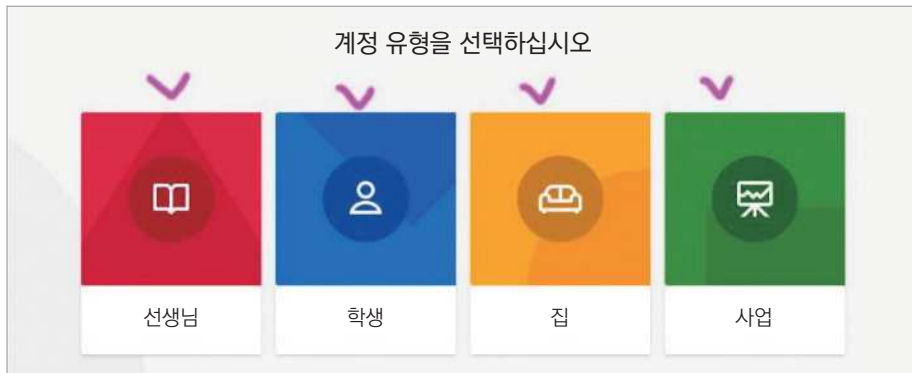 계정 유형을 선택하십시오
선생님
학생
집
사업